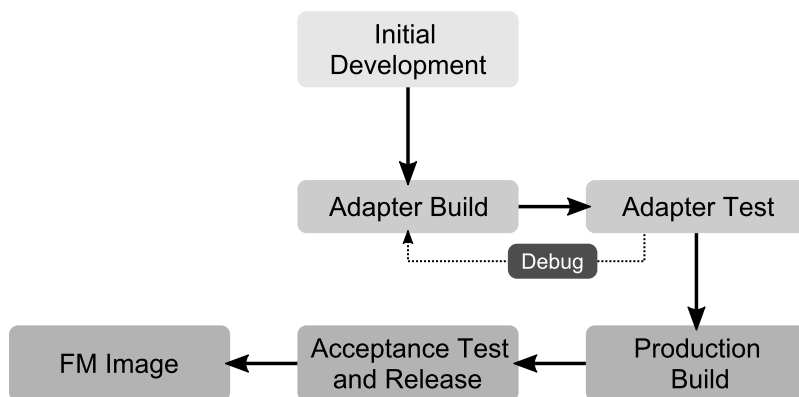 Initial
Development
Adapter Build
Adapter Test
Debug
FM Image
Acceptance Test
and Release
Production
Build